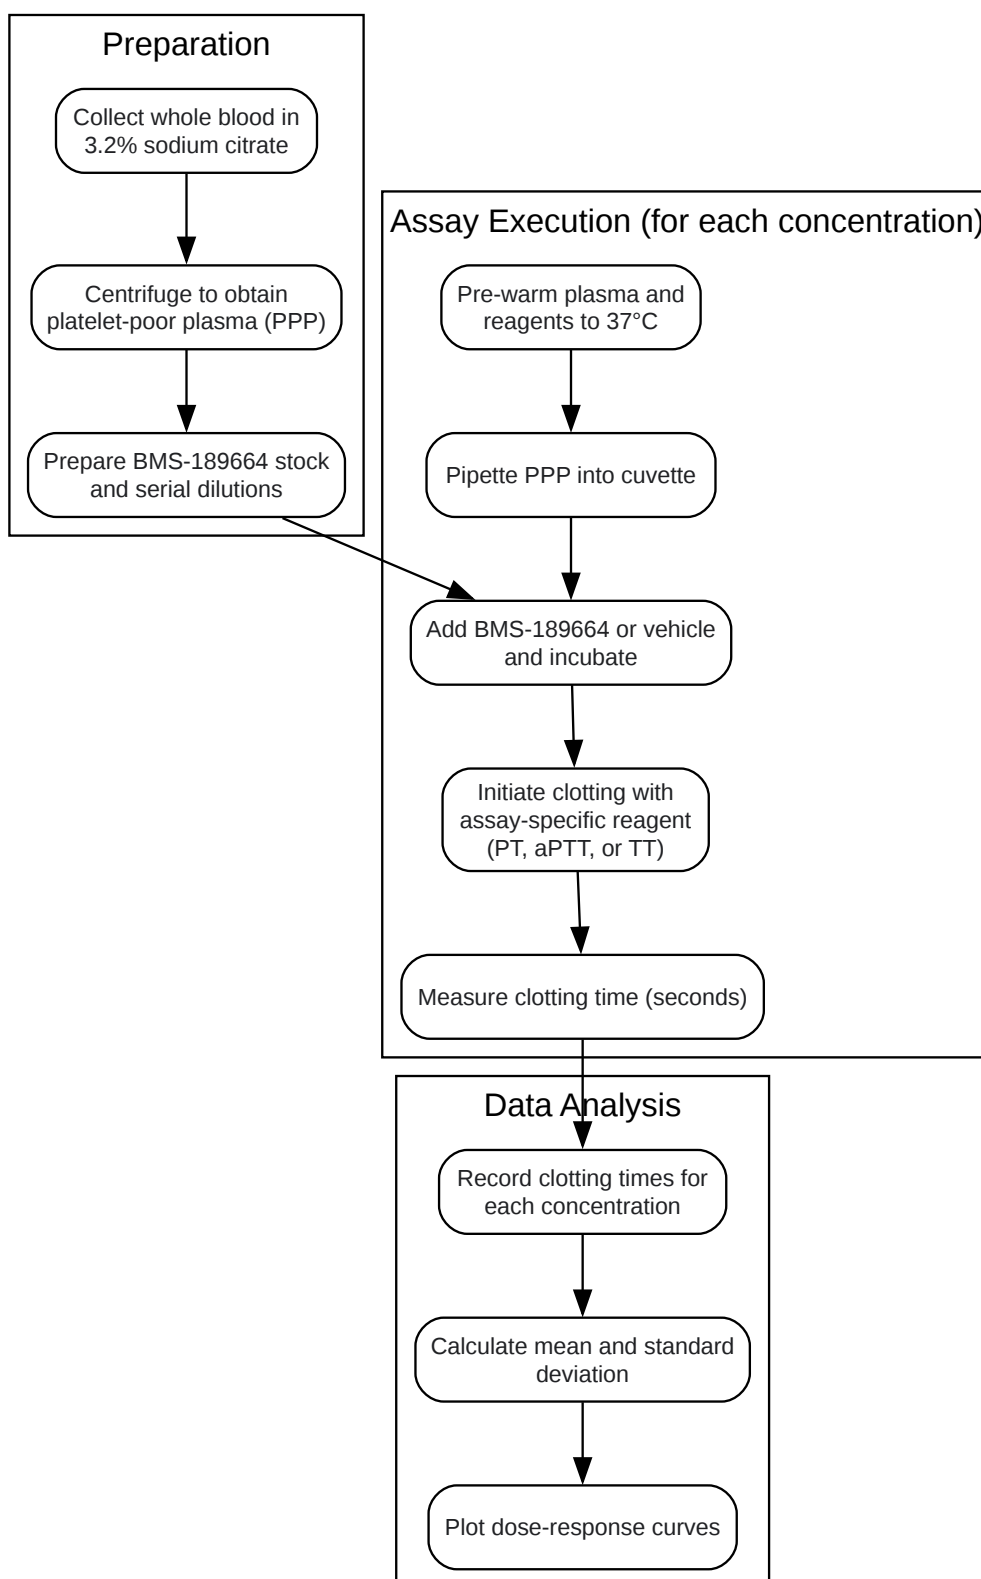 Preparation
Collect whole blood in
3.2% sodium citrate
Centrifuge to obtain
platelet-poor plasma (PPP)
Prepare BMS-189664 stock
and serial dilutions
Assay Execution (for each concentration)
Pre-warm plasma and
reagents to 37°C
Pipette PPP into cuvette
Add BMS-189664 or vehicle
and incubate
Initiate clotting with
assay-specific reagent
(PT, aPTT, or TT)
Measure clotting time (seconds)
Data Analysis
Record clotting times for
each concentration
Calculate mean and standard
deviation
Plot dose-response curves